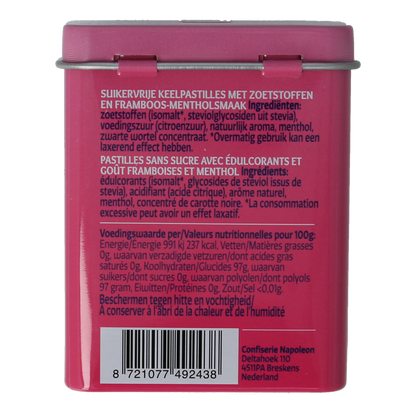 SUIKERVRIJE KEELPASTILLES MET ZOETSTOFFEN
EN FRAMBOOS-MENTHOLSMAAK Ingrediënten:
zoetstoffen (isomalt*, steviolglycosiden uit stevia),
voedingszuur (citroenzuur), natuurlijk aroma, menthol,
zwarte wortel concentraat. *Overmatig gebruik kan een
laxerend effect hebben.
PASTILLES SANS SUCRE AVEC ÉDULCORANTS ET
GOÛT FRAMBOISES ET MENTHOL Ingrédients:
édulcorants (isomalt*, glycosides de stéviol issus de
stevia), acidifiant (acide citrique), arôme naturel,
menthol, concentré de carotte noire. *La consommation
excessive peut avoir un effet laxatif.
Voedingswaarde per/Valeurs nutritionnelles pour 100g:
Energie/Energie 991 kj 237 kcal, Vetten/Matières grasses
0g, waarvan verzadigde vetzuren/dont acides gras
saturés 0g, Koolhydraten/Glucides 97g, waarvan
suikers/dont sucres 0g, waarvan polyolen/dont polyols
97 gram, Eiwitten/Protéines 0g, Zout/Sel <0.01g.
Beschermen tegen hitte en vochtigheid/
A conserver à l'abri de la chaleur et de l'humidité
Confiserie Napoleon
Deltahoek 110
4511PA Breskens
Nederland
8 721077 492438